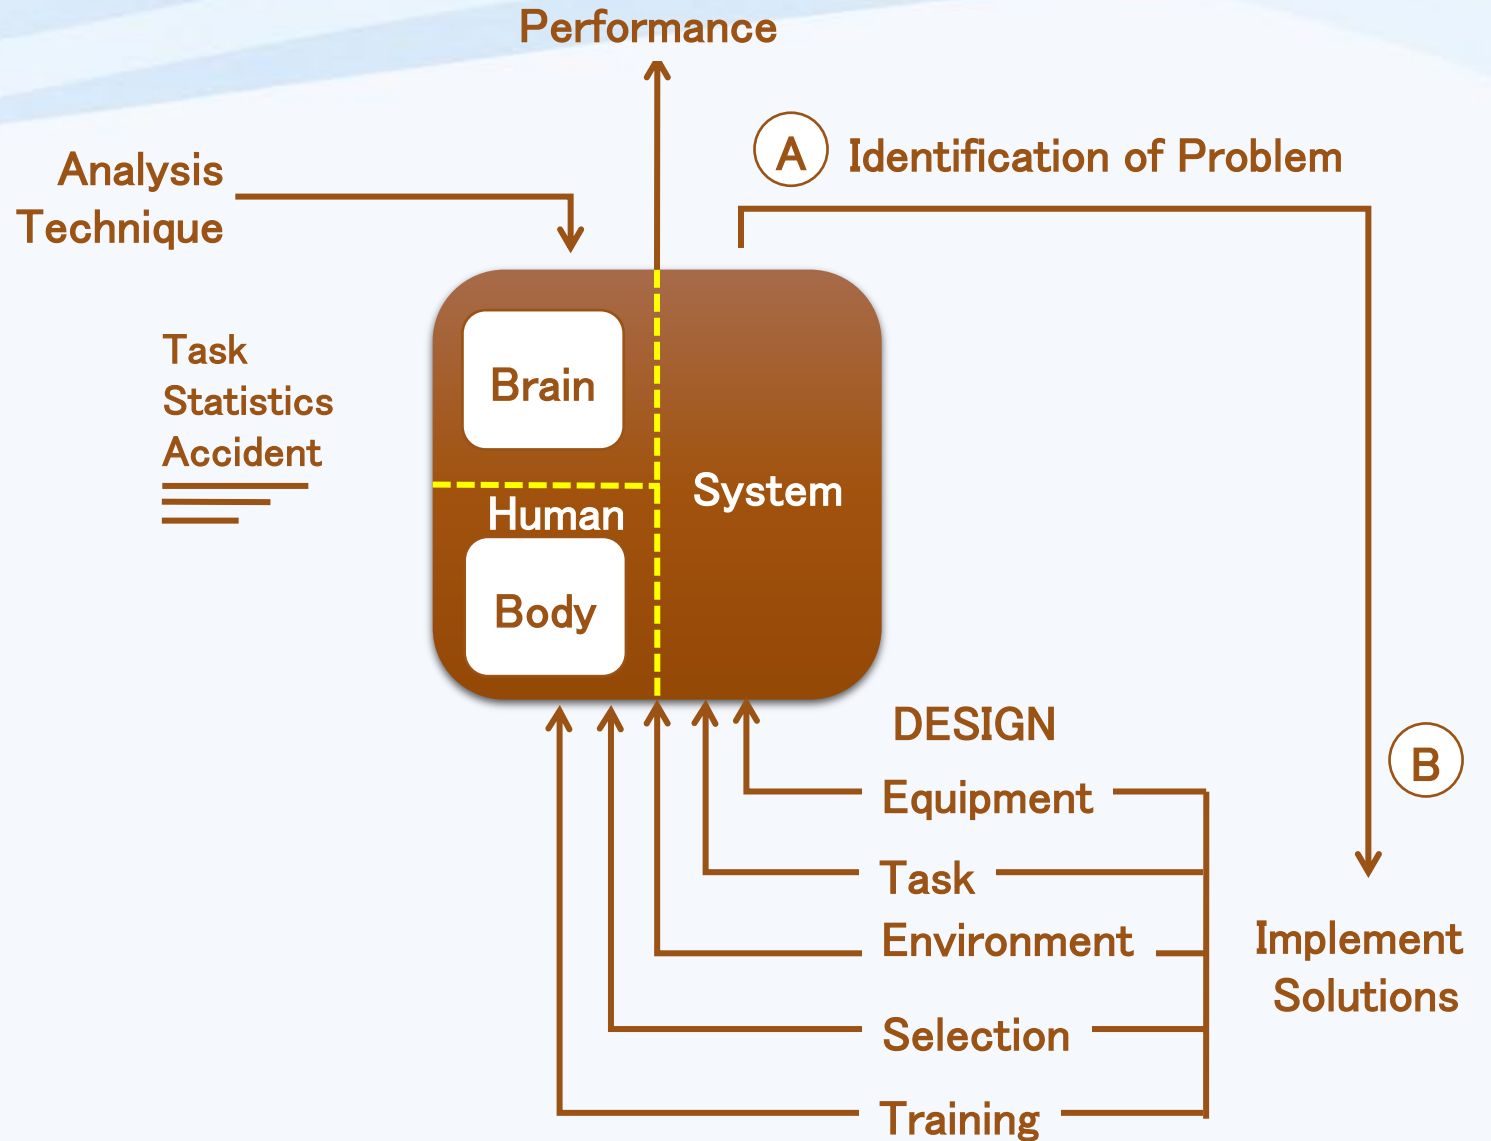 Performance
A Identification of Problem
Analysis
Technique
Task
Statistics
Accident
Brain
System
Human
Body
DESIGN
B
Equipment
Task
Environment
Implement
Solutions
Selection
Training